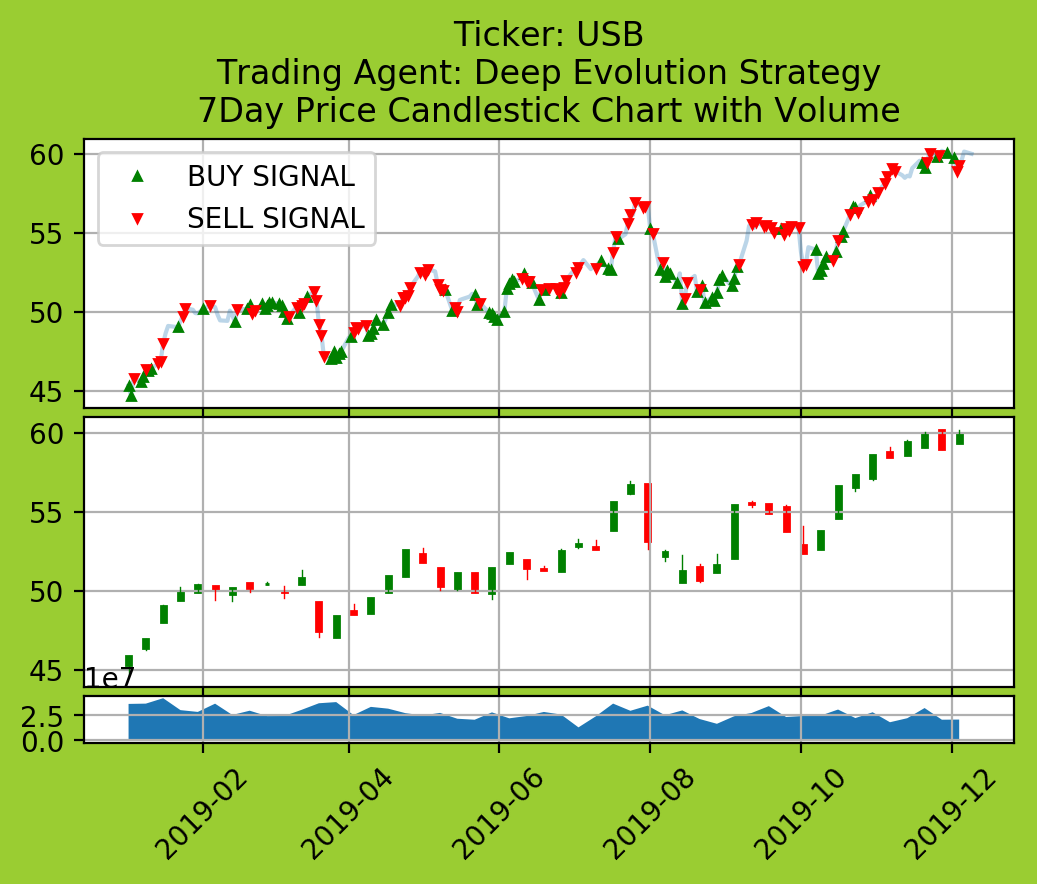 Ticker: USB
Trading Agent: Deep Evolution Strategy
7Day Price Candlestick Chart with Volume
60
55
50
45
BUY SIGNAL
SELL SIGNAL
60
55
50
45
1e7
2.5
0.0
2019-02
2019-04
2019-06
2019-08
2019-10
2019-12